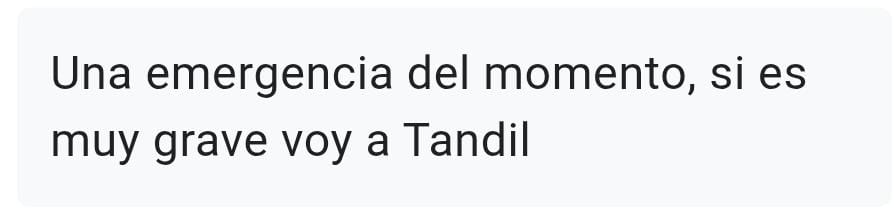 Una emergencia del momento, si es
muy grave voy a Tandil